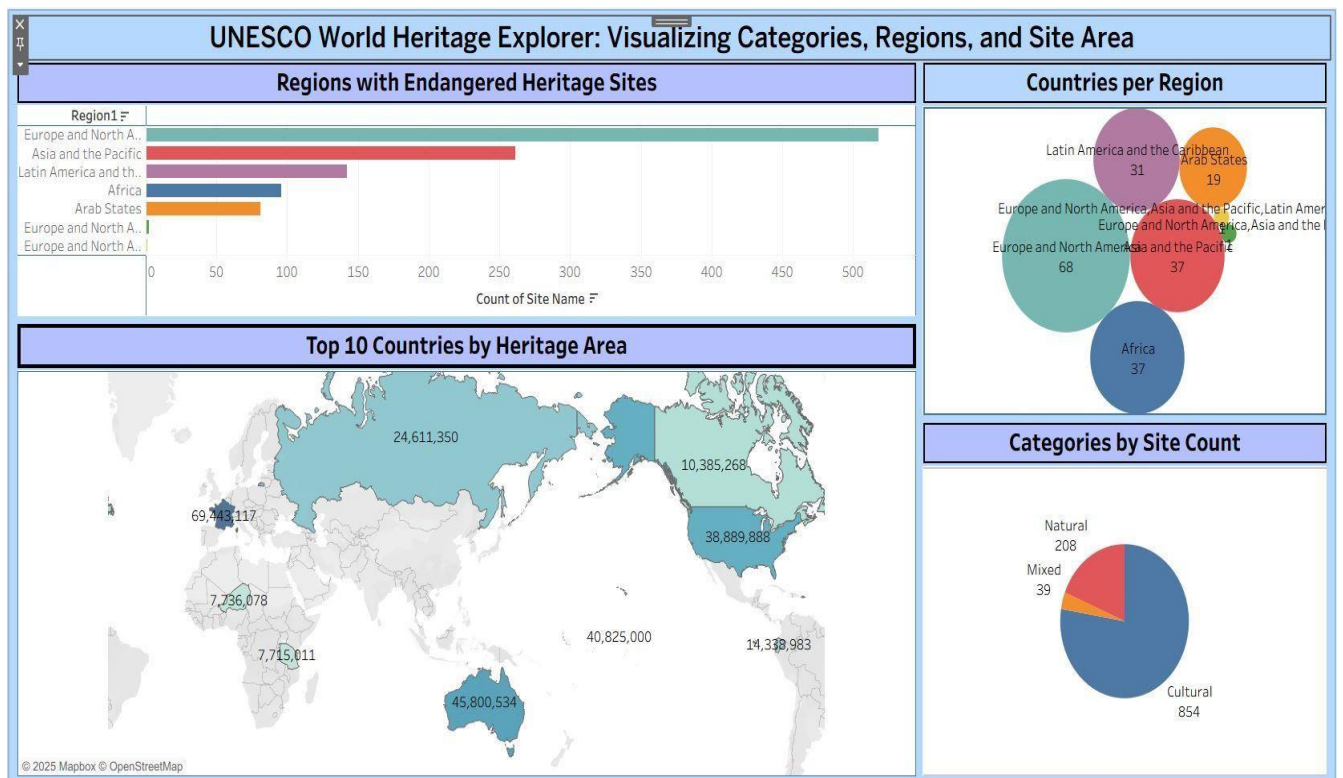 UNESCO World Heritage Explorer: Visualizing Categories, Regions, and Site Area
Regions with Endangered Heritage Sites
Region1
Europe and North A..
Asia and the Pacific
Latin America and th..
Africa
Arab States
Europe and North A..
Europe and North A..
0 50 100 150 200 250 300 350 400 450 500
Count of Site Name
Countries per Region
Latin America and the Caribbean
31
Arab States
19
Europe and North America,Asia and the Pacific,Latin Amer
Europe and North America,Asia and the
Europe and North America
68
Asia and the Pacific
37
Africa
37
Top 10 Countries by Heritage Area
24,611,350
10,385,268
69,443,117
38,889,888
7,736,078
40,825,000
14,338,983
7,715,011
45,800,534
© 2025 Mapbox © OpenStreetMap
Categories by Site Count
Natural
208
Mixed
39
Cultural
854